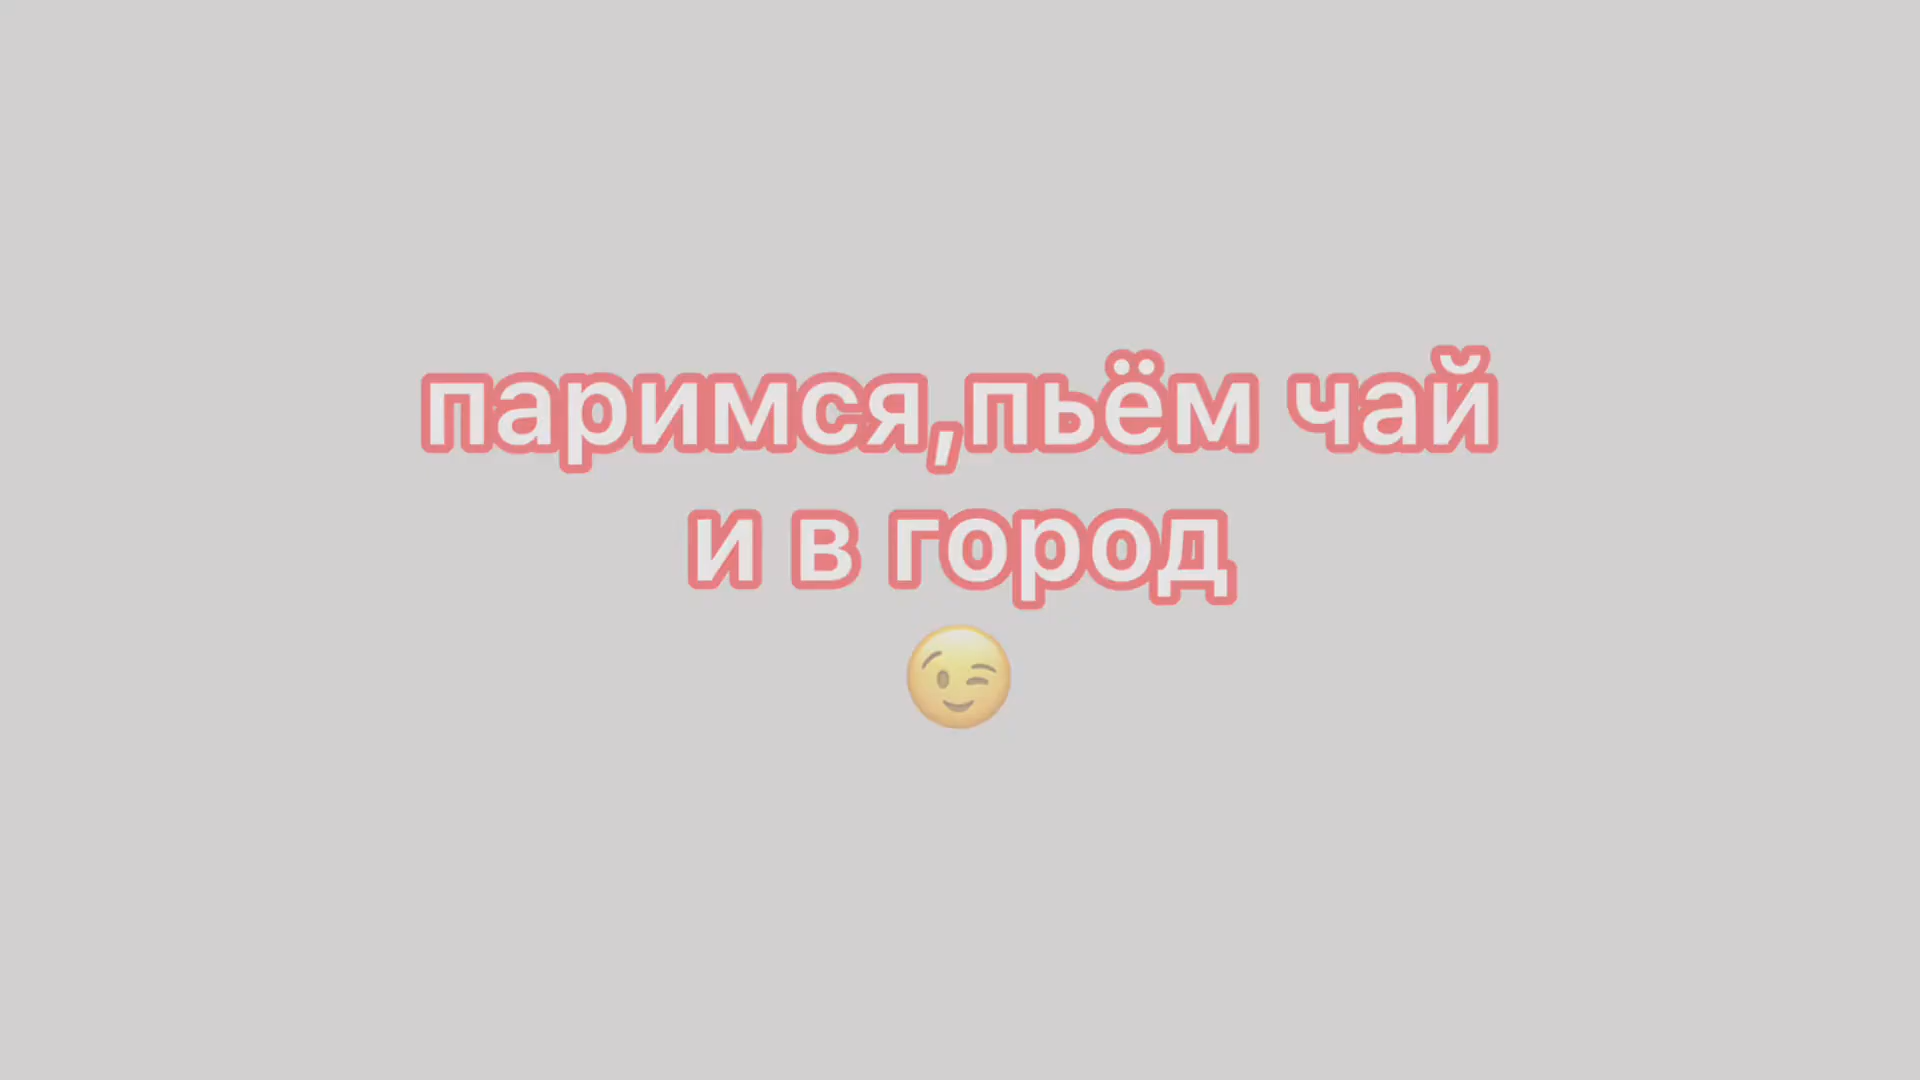 паримся,пьём чай
и в город
😉